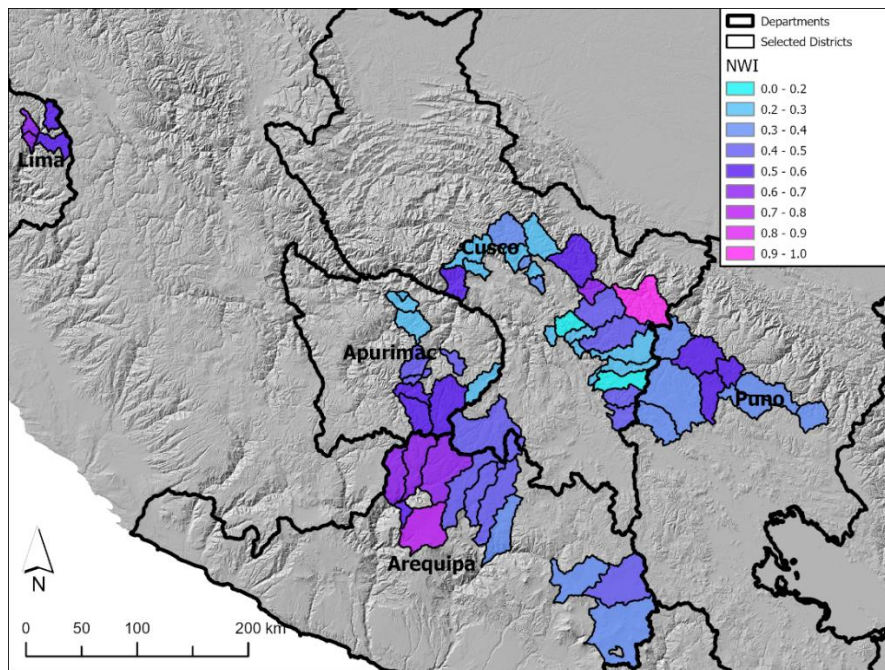 Departments
Selected Districts
NWI
0.0 - 0.2
0.2 - 0.3
0.3 - 0.4
0.4 - 0.5
0.5 - 0.6
0.6 - 0.7
0.7 - 0.8
0.8 - 0.9
0.9 - 1.0
Lima
Cusco
Apurimac
Puno
Arequipa
N
0 50 100 200 km